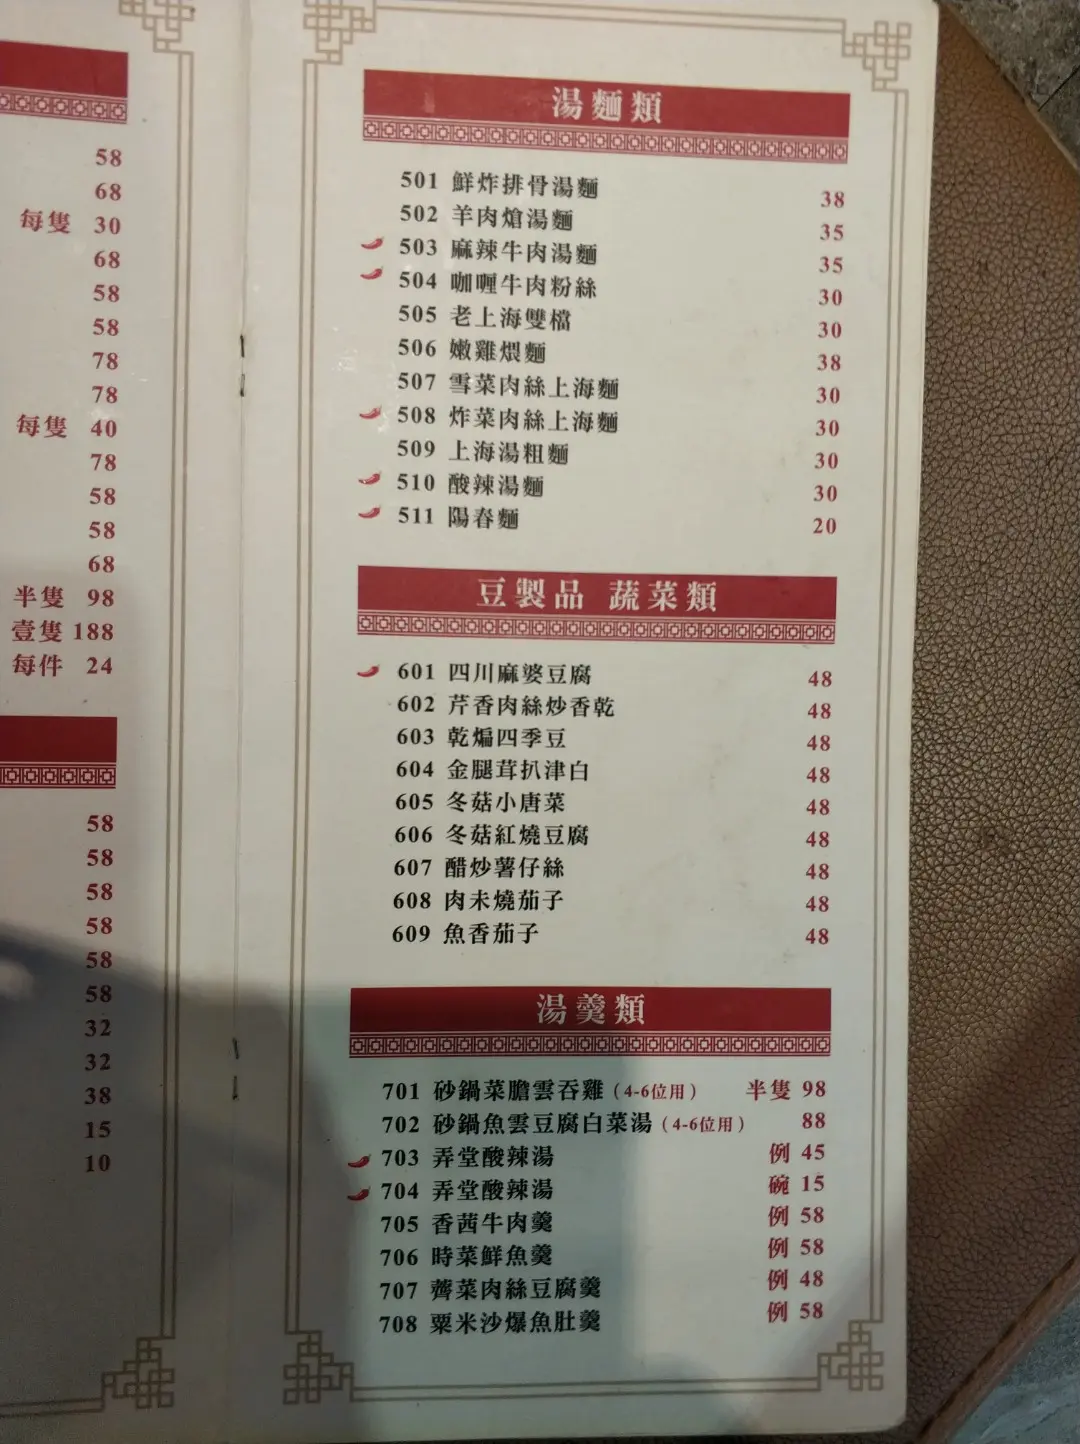 58
68
每隻 30
68
58
58
78
78
每隻 40
78
58
58
68
半隻 98
壹隻 188
每件 24
58
58
58
58
58
58
32
32
38
15
10
湯麵類
501 鮮炸排骨湯麵 38
502 羊肉熗湯麵 35
503 麻辣牛肉湯麵 35
504 咖喱牛肉粉絲 30
505 老上海雙檔 30
506 嫩雞煨麵 38
507 雪菜肉絲上海麵 30
508 炸菜肉絲上海麵 30
509 上海湯粗麵 30
510 酸辣湯麵 30
511 陽春麵 20
豆製品 蔬菜類
601 四川麻婆豆腐 48
602 芹香肉絲炒香乾 48
603 乾煸四季豆 48
604 金腿茸扒津白 48
605 冬菇小唐菜 48
606 冬菇紅燒豆腐 48
607 醋炒薯仔絲 48
608 肉未燒茄子 48
609 魚香茄子 48
湯羹類
701 砂鍋菜膽雲吞雞（4-6位用） 半隻 98
702 砂鍋魚雲豆腐白菜湯（4-6位用） 88
703 弄堂酸辣湯 例 45
704 弄堂酸辣湯 碗 15
705 香茜牛肉羹 例 58
706 時菜鮮魚羹 例 58
707 薺菜肉絲豆腐羹 例 48
708 粟米沙爆魚肚羹 例 58